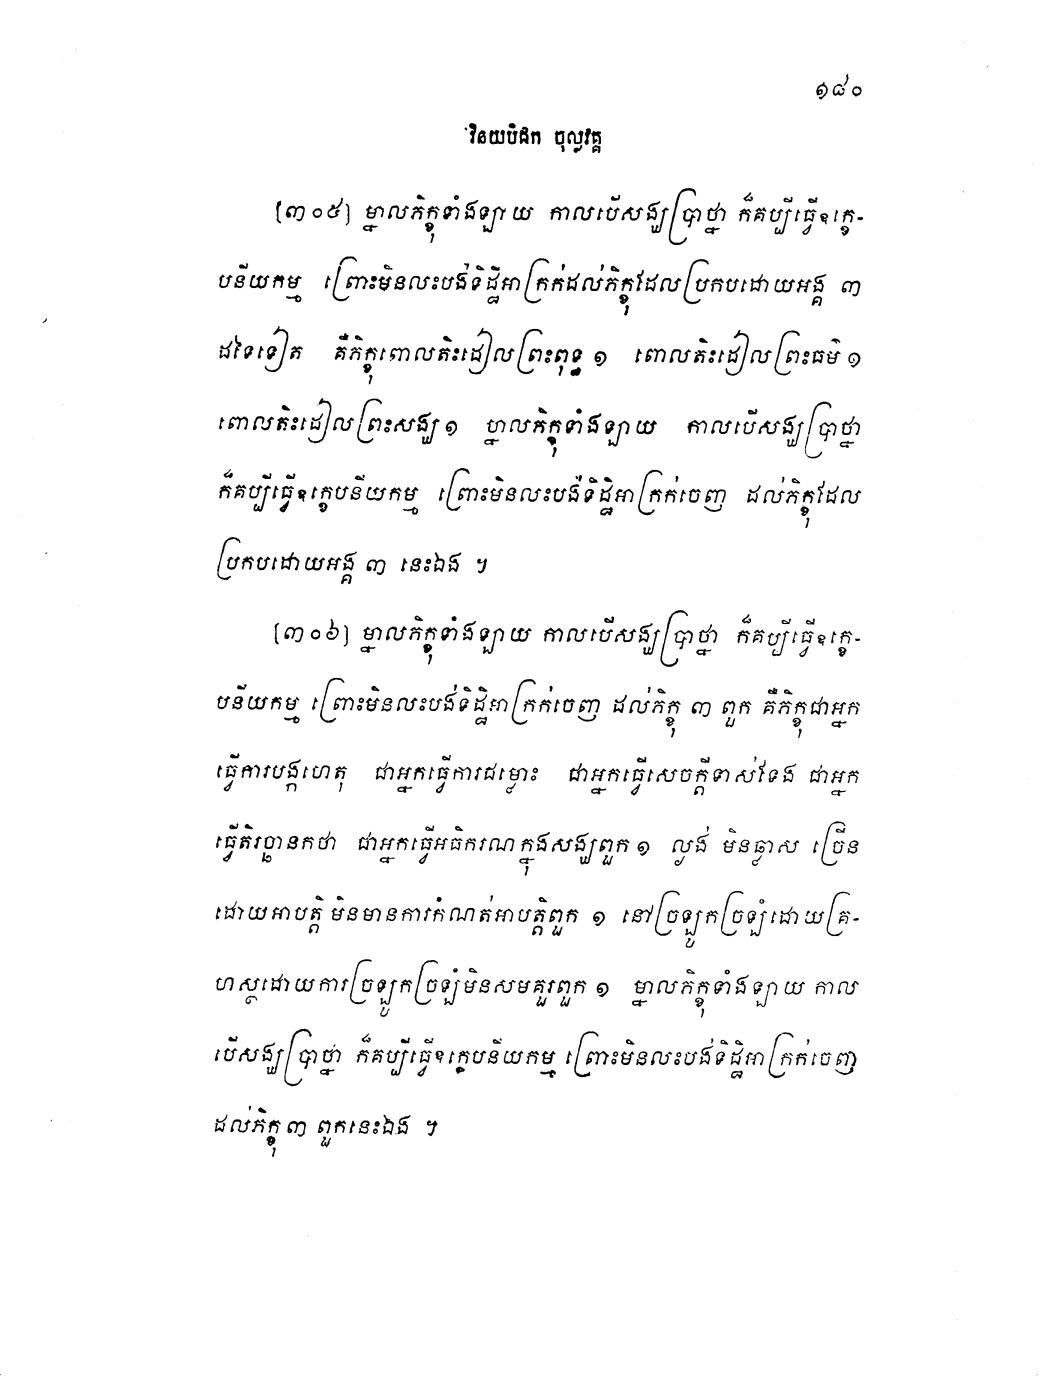 ១៨០
វិនយបិដក ចុល្លវគ្គ
(៣០៥) ម្នាលភិក្ខុទាំងឡាយ កាលបើសង្ឃប្រាថ្នា ក៏គប្បីធ្វើឧក្ខេ-
បនីយកម្ម ព្រោះមិនលះបង់ទិដ្ឋិអាក្រក់ដល់ភិក្ខុដែលប្រកបដោយអង្គ ៣
ដទៃទៀត គឺភិក្ខុពោលតិះដៀលព្រះពុទ្ធ ១ ពោលតិះដៀលព្រះធម៌ ១
ពោលតិះដៀលព្រះសង្ឃ ១ ម្នាលភិក្ខុទាំងឡាយ កាលបើសង្ឃប្រាថ្នា
ក៏គប្បីធ្វើឧក្ខេបនីយកម្ម ព្រោះមិនលះបង់ទិដ្ឋិអាក្រក់ចេញ ដល់ភិក្ខុដែល
ប្រកបដោយអង្គ ៣ នេះឯង ។
(៣០៦) ម្នាលភិក្ខុទាំងឡាយ កាលបើសង្ឃប្រាថ្នា ក៏គប្បីធ្វើឧក្ខេ-
បនីយកម្ម ព្រោះមិនលះបង់ទិដ្ឋិអាក្រក់ចេញ ដល់ភិក្ខុ ៣ ពួក គឺភិក្ខុជាអ្នក
ធ្វើការបង្កហេតុ ជាអ្នកធ្វើការជម្លោះ ជាអ្នកធ្វើសេចក្តីទាស់ទែង ជាអ្នក
ធ្វើតិរច្ឆានកថា ជាអ្នកធ្វើអធិករណក្នុងសង្ឃពួក ១ ល្ងង់ មិនឆ្លាស ច្រើន
ដោយអាបត្តិ មិនមានការកំណត់អាបត្តិពួក ១ នៅច្រឡូកច្រឡំដោយគ្រ-
ហស្ថដោយការច្រឡូកច្រឡំមិនសមគួរពួក ១ ម្នាលភិក្ខុទាំងឡាយ កាល
បើសង្ឃប្រាថ្នា ក៏គប្បីធ្វើឧក្ខេបនីយកម្ម ព្រោះមិនលះបង់ទិដ្ឋិអាក្រក់ចេញ
ដល់ភិក្ខុ ៣ ពួកនេះឯង ។